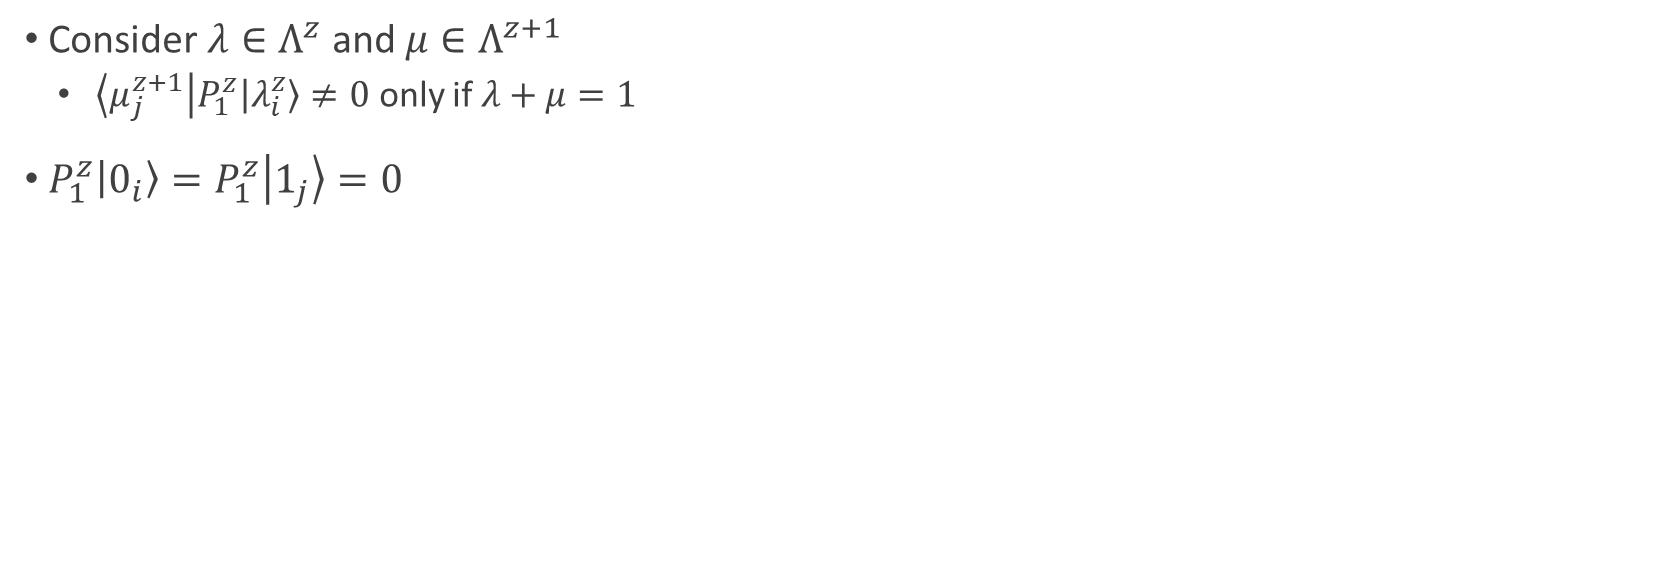 • Consider λ ∈ Λ^z and μ ∈ Λ^{z+1}
• ⟨μ_j^{z+1}|P_1^z|λ_i^z⟩ ≠ 0 only if λ + μ = 1
• P_1^z|0_i⟩ = P_1^z|1_j⟩ = 0